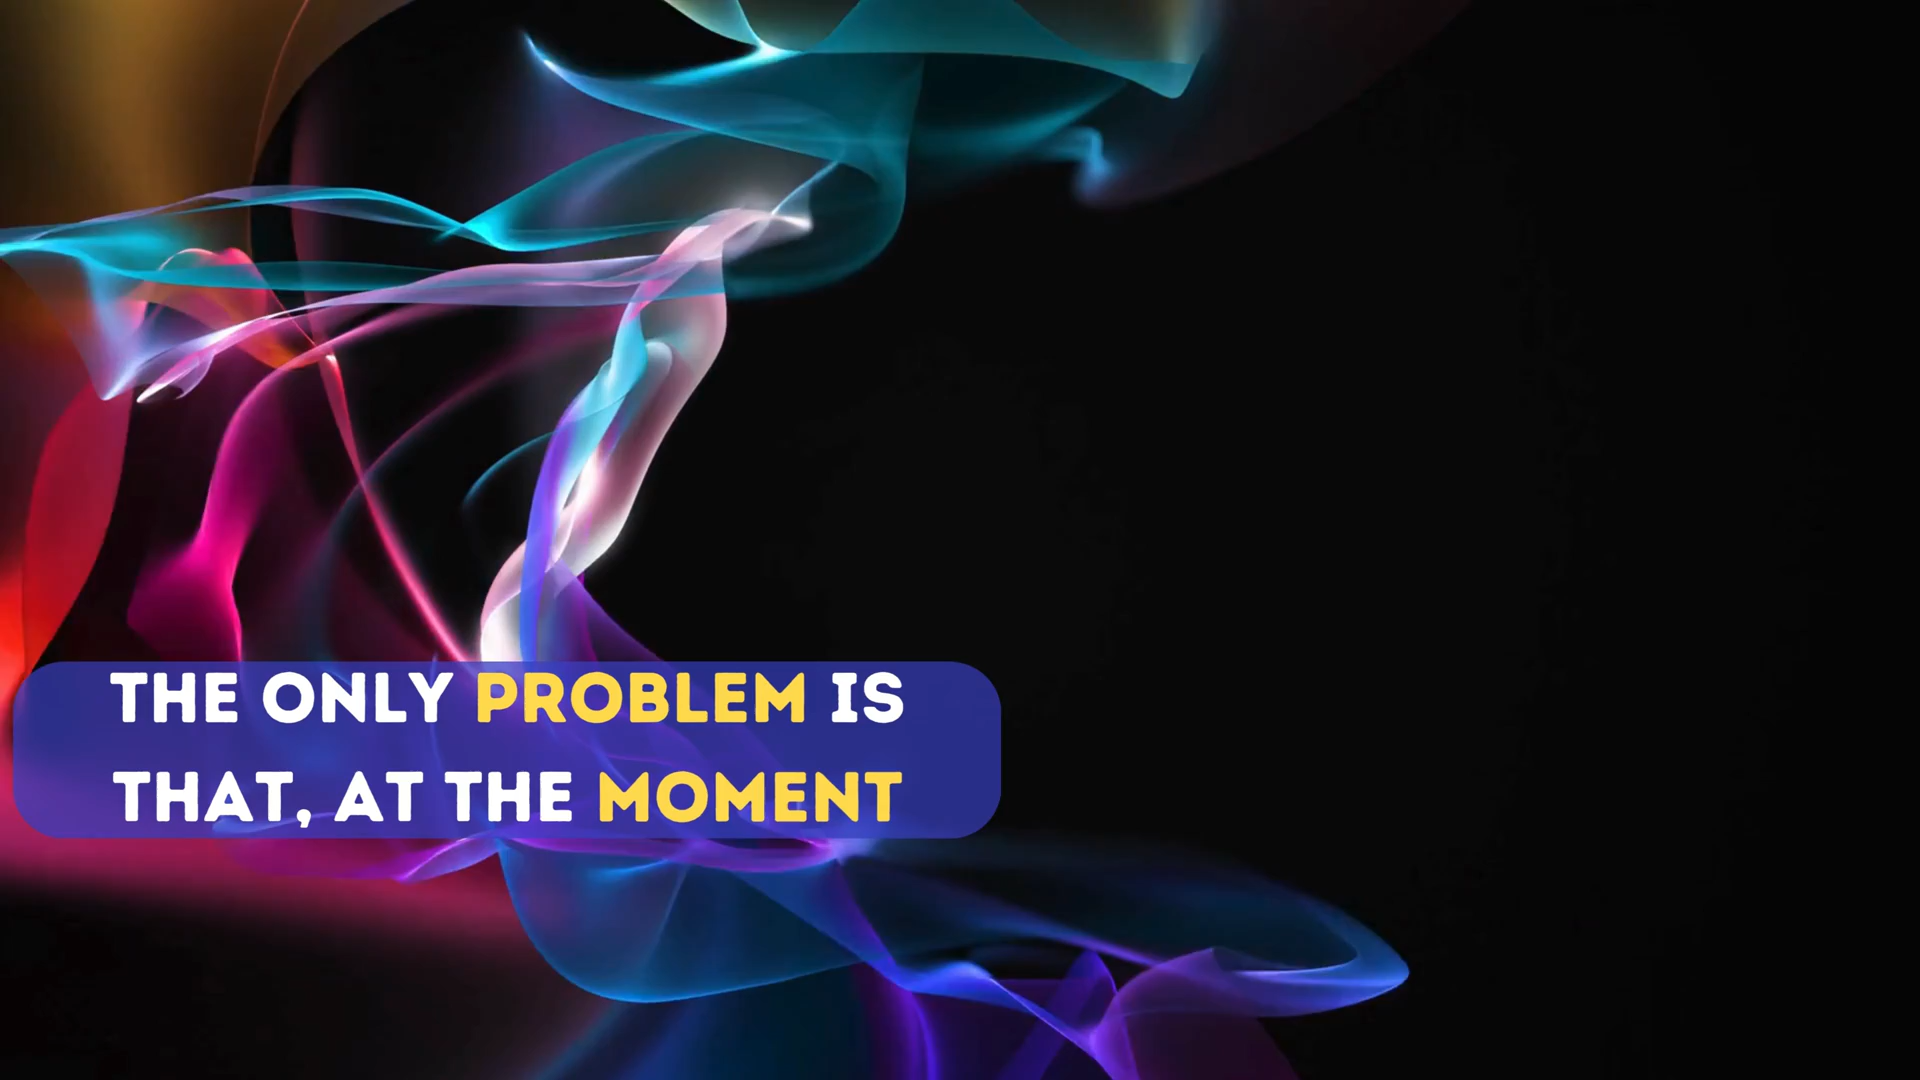 THE ONLY PROBLEM IS
THAT, AT THE MOMENT